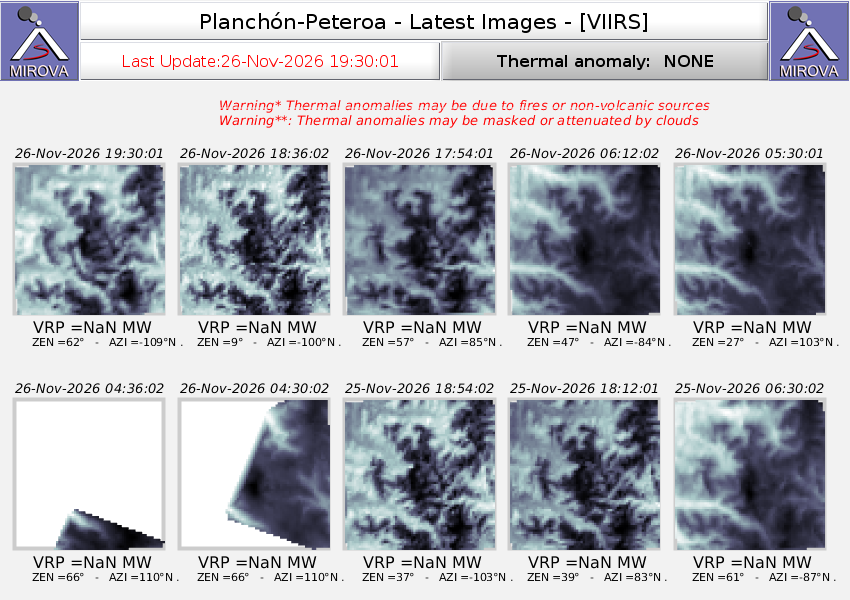 Planchón-Peteroa - Latest Images - [VIIRS]
MIROVA
Last Update:26-Nov-2026 19:30:01
Thermal anomaly: NONE
MIROVA
Warning* Thermal anomalies may be due to fires or non-volcanic sources
Warning**: Thermal anomalies may be masked or attenuated by clouds
26-Nov-2026 19:30:01
26-Nov-2026 18:36:02
26-Nov-2026 17:54:01
26-Nov-2026 06:12:02
26-Nov-2026 05:30:01
VRP =NaN MW
VRP =NaN MW
VRP =NaN MW
VRP =NaN MW
VRP =NaN MW
ZEN =62° - AZI =-109°N .
ZEN =9° - AZI =-100°N .
ZEN =57° - AZI =85°N .
ZEN =47° - AZI =-84°N .
ZEN =27° - AZI =103°N .
26-Nov-2026 04:36:02
26-Nov-2026 04:30:02
25-Nov-2026 18:54:02
25-Nov-2026 18:12:01
25-Nov-2026 06:30:02
VRP =NaN MW
VRP =NaN MW
VRP =NaN MW
VRP =NaN MW
VRP =NaN MW
ZEN =66° - AZI =110°N .
ZEN =66° - AZI =110°N .
ZEN =37° - AZI =-103°N .
ZEN =39° - AZI =83°N .
ZEN =61° - AZI =-87°N .